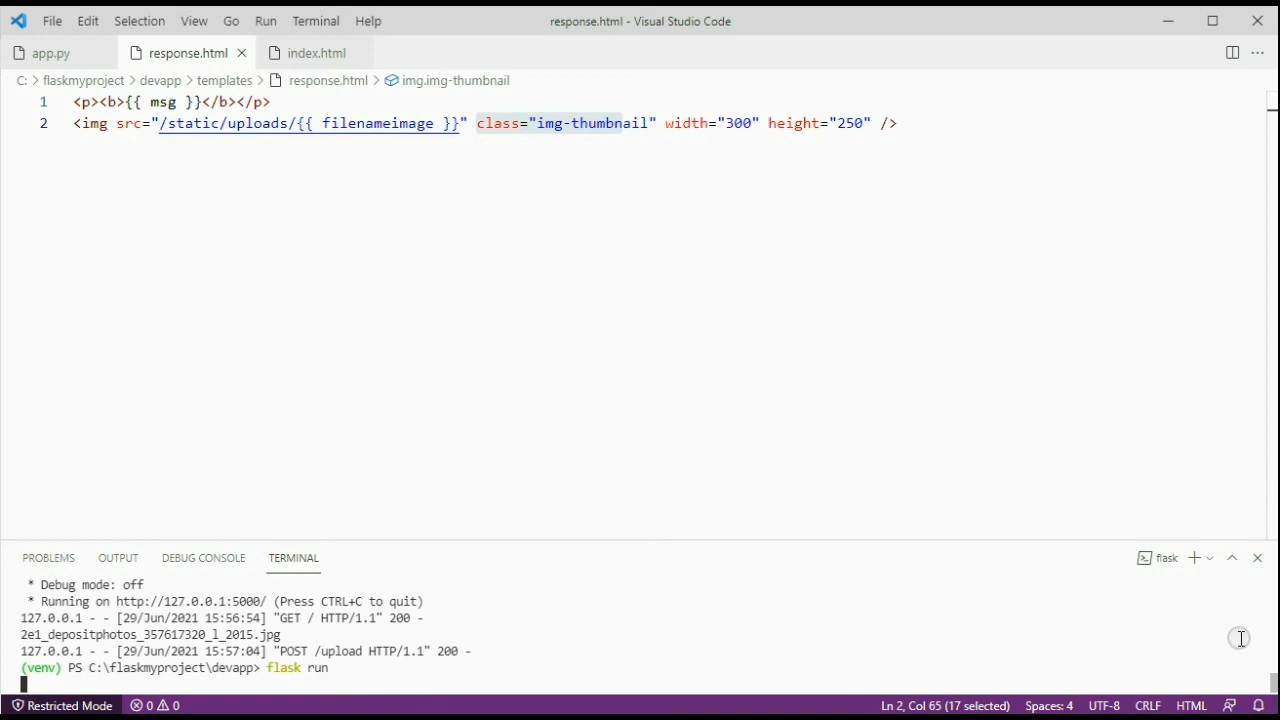 File Edit Selection View Go Run Terminal Help response.html - Visual Studio Code
app.py response.html index.html
C: > flaskmyproject > devapp > templates > response.html > img.img-thumbnail
1 <p><b>{{ msg }}</b></p>
2 <img src="/static/uploads/{{ filenameimage }}" class="img-thumbnail" width="300" height="250" />
PROBLEMS OUTPUT DEBUG CONSOLE TERMINAL flask
* Debug mode: off
* Running on http://127.0.0.1:5000/ (Press CTRL+C to quit)
127.0.0.1 - - [29/Jun/2021 15:56:54] "GET / HTTP/1.1" 200 -
2e1_depositphotos_357617320_l_2015.jpg
127.0.0.1 - - [29/Jun/2021 15:57:04] "POST /upload HTTP/1.1" 200 -
(venv) PS C:\flaskmyproject\devapp> flask run
Restricted Mode 0 0 Ln 2, Col 65 (17 selected) Spaces: 4 UTF-8 CRLF HTML